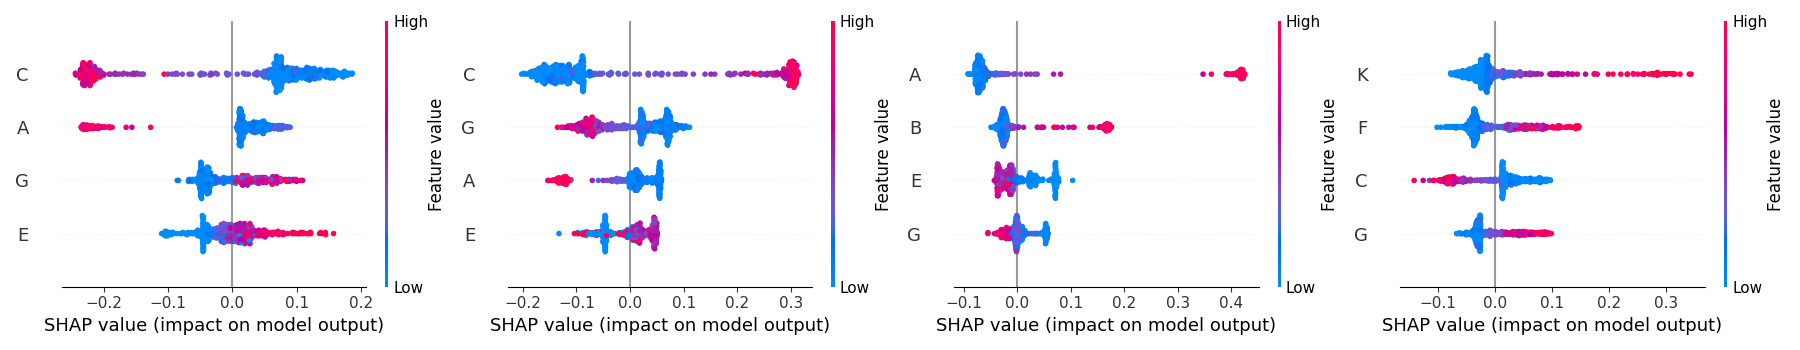 High
C
A
G
E
Feature value
Low
−0.2 −0.1 0.0 0.1 0.2
SHAP value (impact on model output)
High
C
G
A
E
Feature value
Low
−0.2 −0.1 0.0 0.1 0.2 0.3
SHAP value (impact on model output)
High
A
B
E
G
Feature value
Low
−0.1 0.0 0.1 0.2 0.3 0.4
SHAP value (impact on model output)
High
K
F
C
G
Feature value
Low
−0.1 0.0 0.1 0.2 0.3
SHAP value (impact on model output)